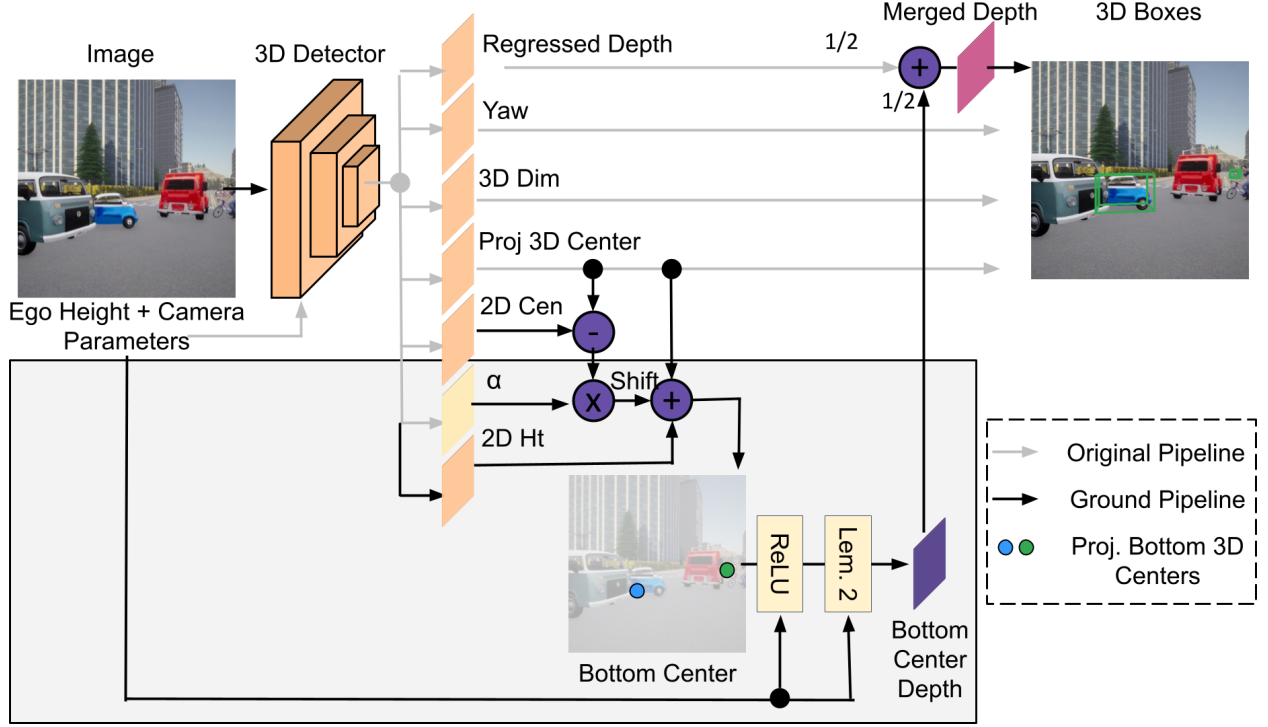 Image
3D Detector
Regressed Depth
1/2
Merged Depth
3D Boxes
+
1/2
Yaw
3D Dim
Proj 3D Center
Ego Height + Camera
Parameters
2D Cen
-
α
x
Shift
+
2D Ht
ReLU
Lem. 2
Bottom Center
Bottom
Center
Depth
Original Pipeline
Ground Pipeline
Proj. Bottom 3D
Centers